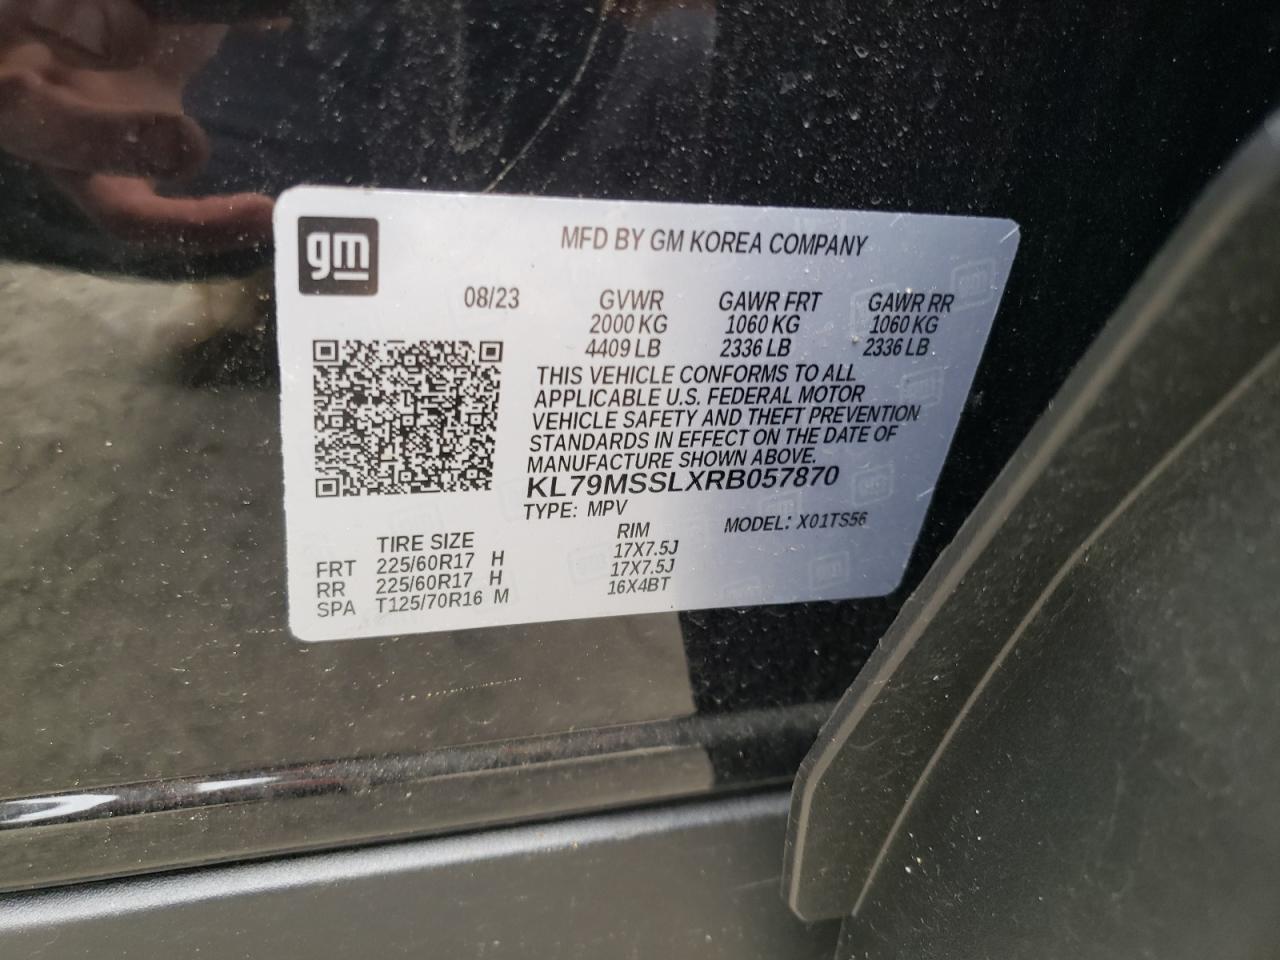 gm
MFD BY GM KOREA COMPANY
08/23 GVWR GAWR FRT GAWR RR
2000 KG 1060 KG 1060 KG
4409 LB 2336 LB 2336 LB
THIS VEHICLE CONFORMS TO ALL
APPLICABLE U.S. FEDERAL MOTOR
VEHICLE SAFETY AND THEFT PREVENTION
STANDARDS IN EFFECT ON THE DATE OF
MANUFACTURE SHOWN ABOVE.
KL79MSSLXRB057870
TYPE: MPV MODEL: X01TS56
TIRE SIZE RIM
FRT 225/60R17 H 17X7.5J
RR 225/60R17 H 17X7.5J
SPA T125/70R16 M 16X4BT